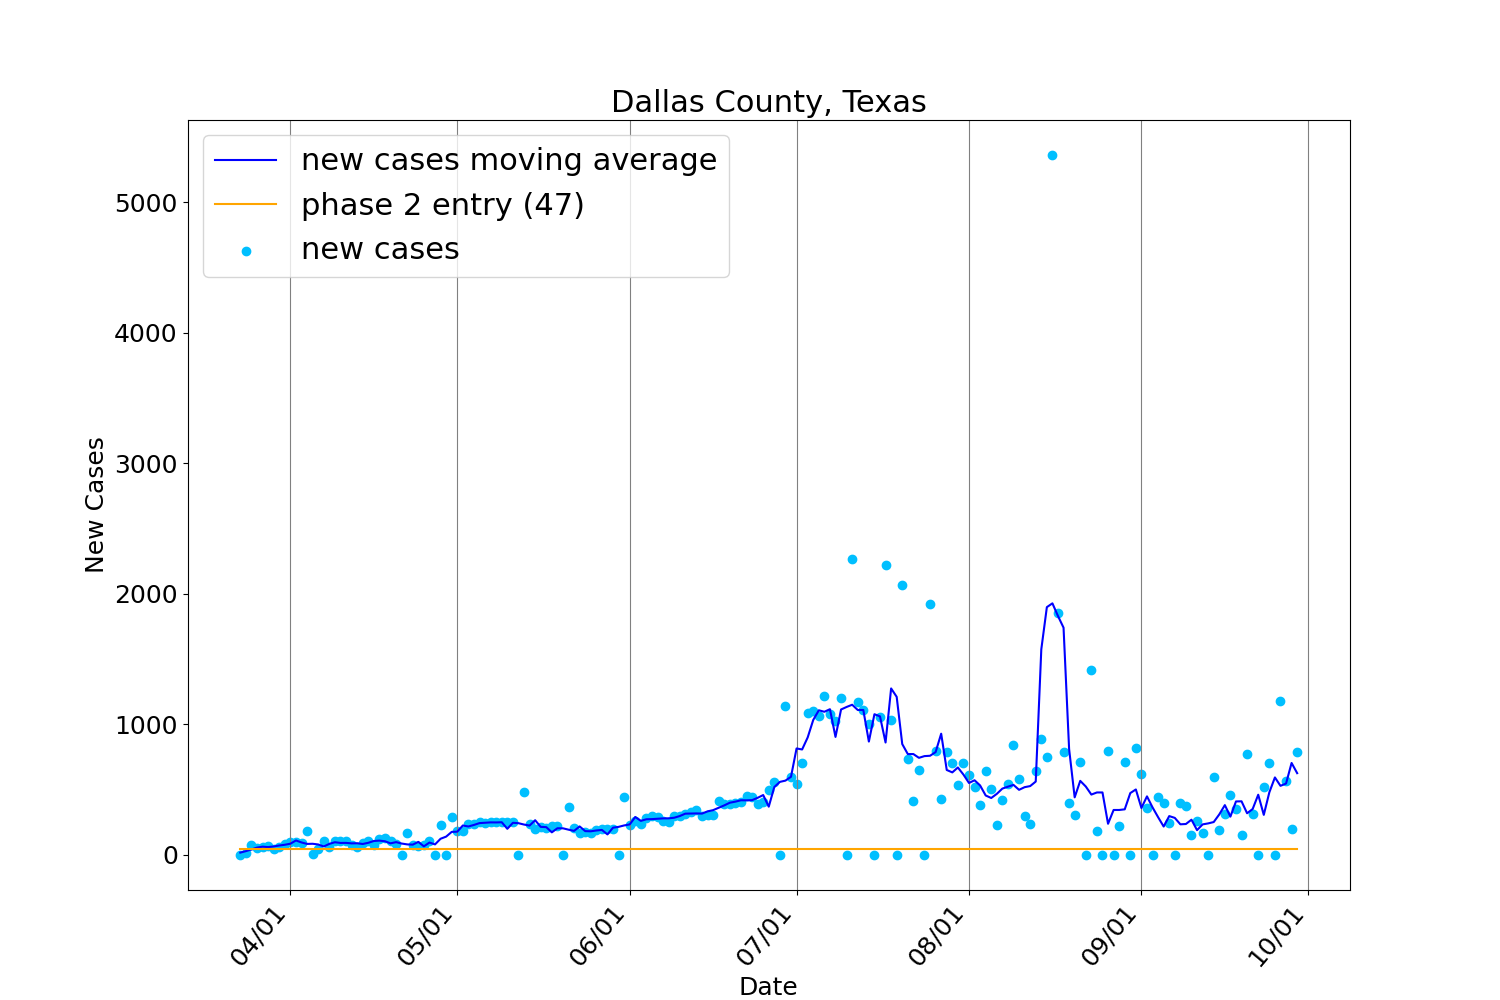 Dallas County, Texas
new cases moving average
phase 2 entry (47)
new cases
5000
4000
3000
2000
1000
0
New Cases
04/01
05/01
06/01
07/01
08/01
09/01
10/01
Date